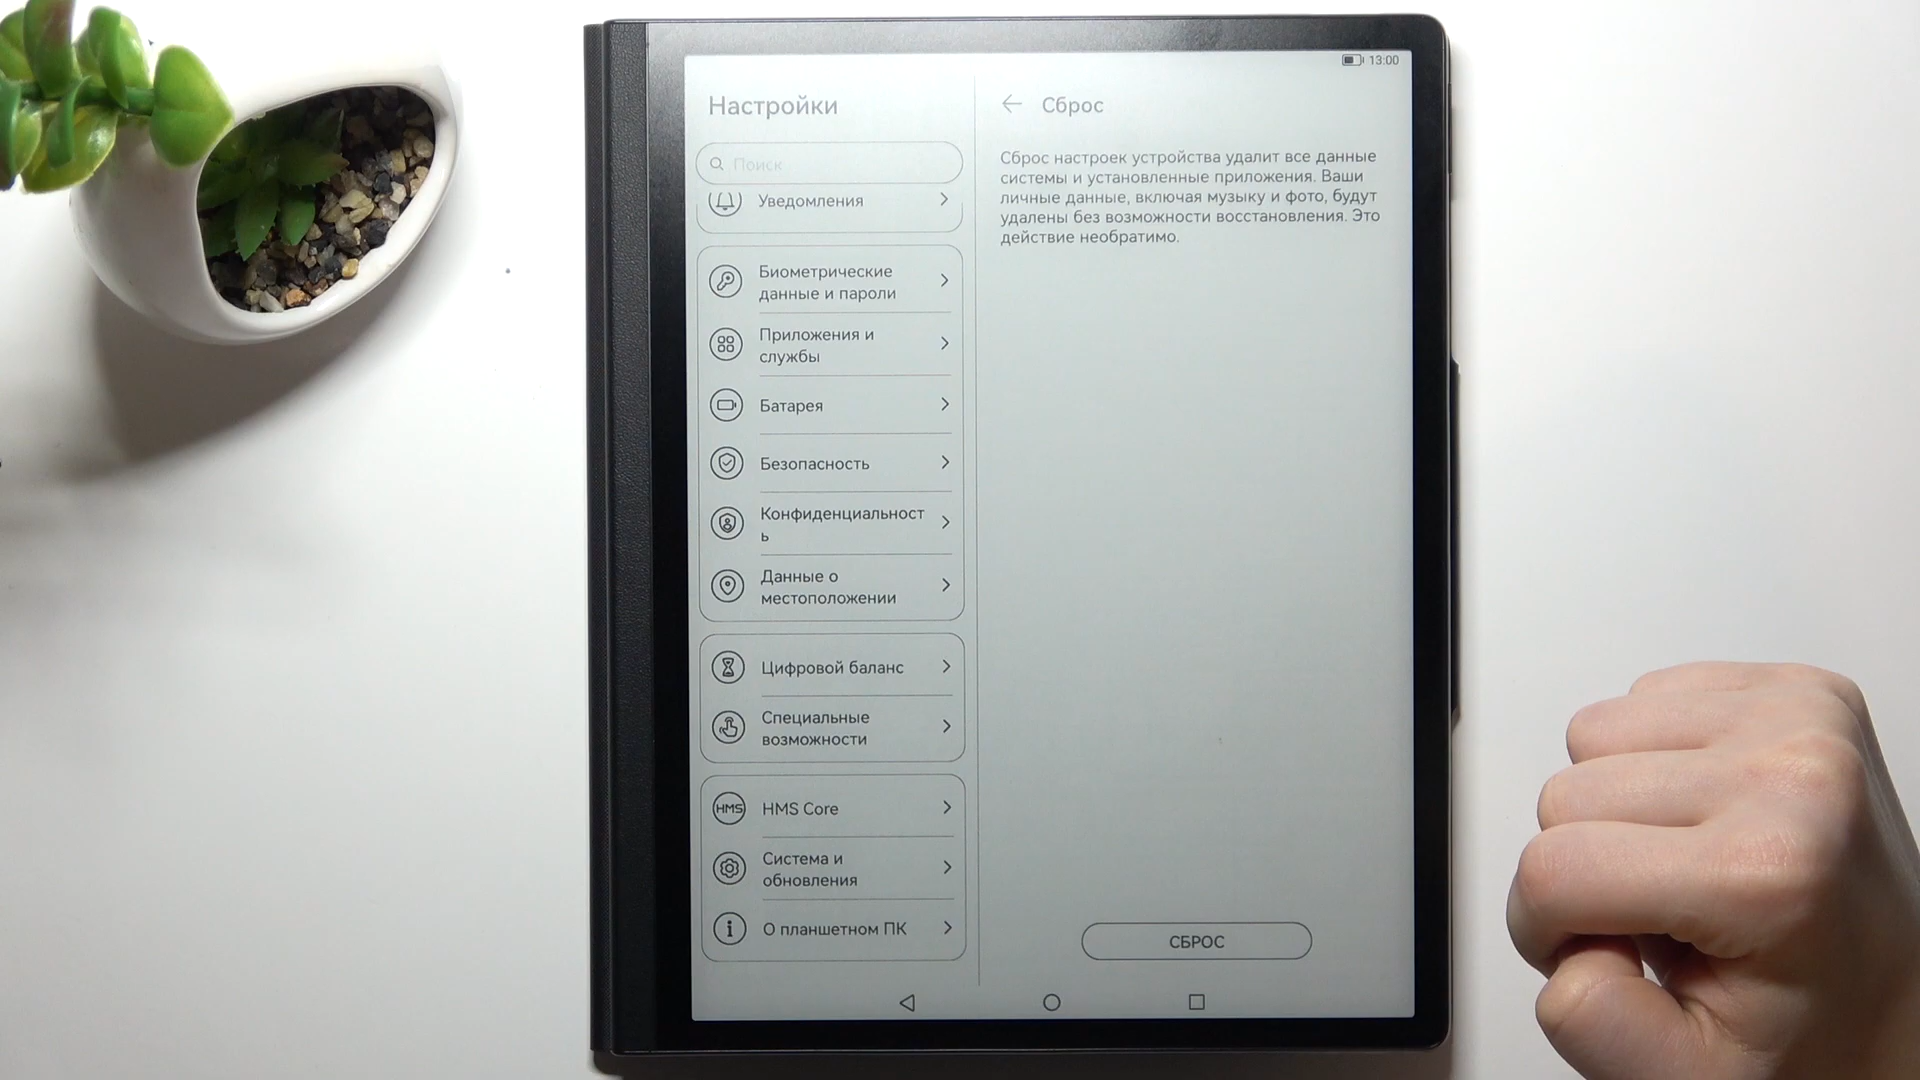 13:00
Настройки
Поиск
Уведомления
Биометрические
данные и пароли
Приложения и
службы
Батарея
Безопасность
Конфиденциальност
ь
Данные о
местоположении
Цифровой баланс
Специальные
возможности
HMS
HMS Core
Система и
обновления
О планшетном ПК
Сброс
Сброс настроек устройства удалит все данные
системы и установленные приложения. Ваши
личные данные, включая музыку и фото, будут
удалены без возможности восстановления. Это
действие необратимо.
СБРОС